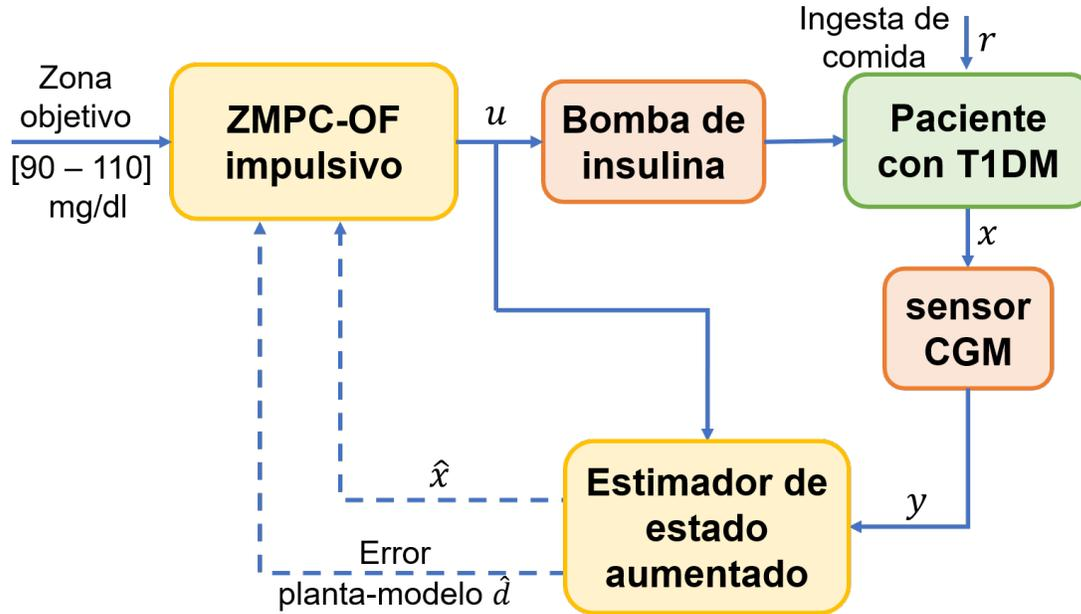 Ingesta de
comida
r
Zona
objetivo
[90 – 110]
mg/dl
ZMPC-OF
impulsivo
u
Bomba de
insulina
Paciente
con T1DM
x
sensor
CGM
y
Estimador de
estado
aumentado
x̂
Error
planta-modelo d̂